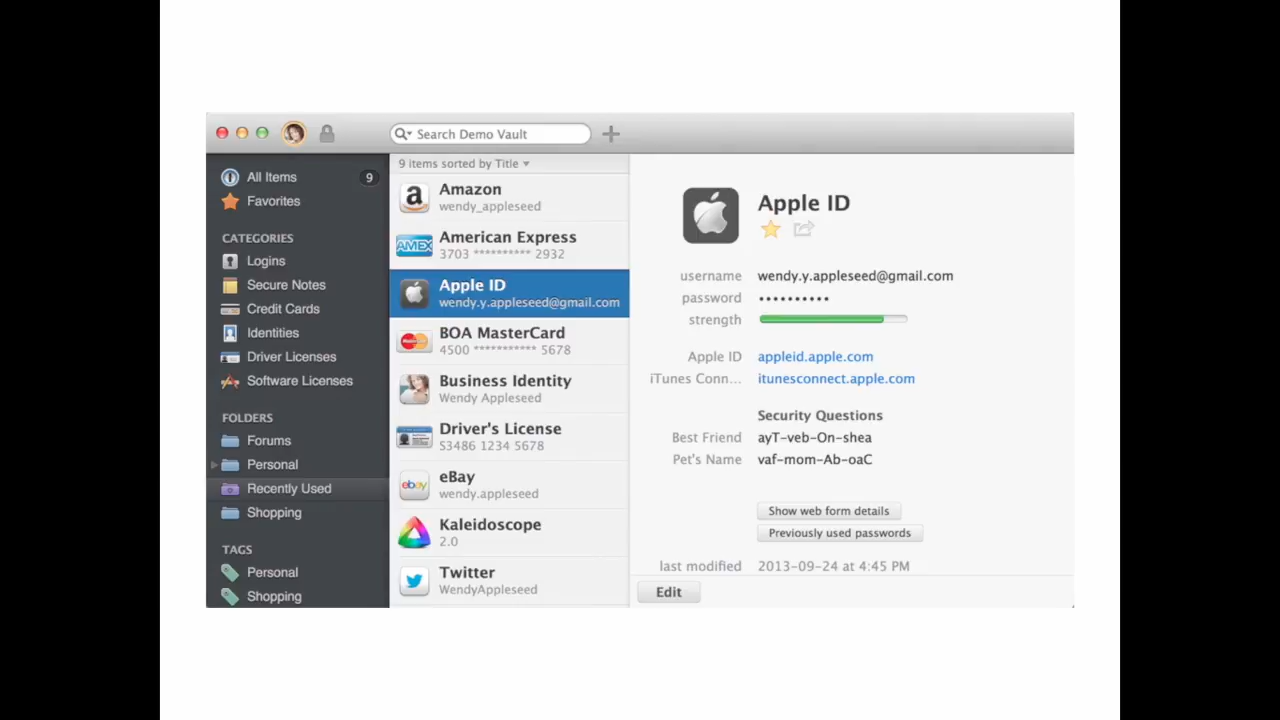 Search Demo Vault
All Items 9
Favorites
CATEGORIES
Logins
Secure Notes
Credit Cards
Identities
Driver Licenses
Software Licenses
FOLDERS
Forums
Personal
Recently Used
Shopping
TAGS
Personal
Shopping
9 items sorted by Title
a
Amazon
wendy_appleseed
AMEX
American Express
3703 ********** 2932
Apple ID
wendy.y.appleseed@gmail.com
BOA MasterCard
4500 *********** 5678
Business Identity
Wendy Appleseed
Driver's License
S3486 1234 5678
ebay
eBay
wendy.appleseed
Kaleidoscope
2.0
Twitter
WendyAppleseed
Apple ID
username wendy.y.appleseed@gmail.com
password ••••••••••
strength
Apple ID appleid.apple.com
iTunes Conn... itunesconnect.apple.com
Security Questions
Best Friend ayT-veb-On-shea
Pet's Name vaf-mom-Ab-oaC
Show web form details
Previously used passwords
last modified 2013-09-24 at 4:45 PM
Edit